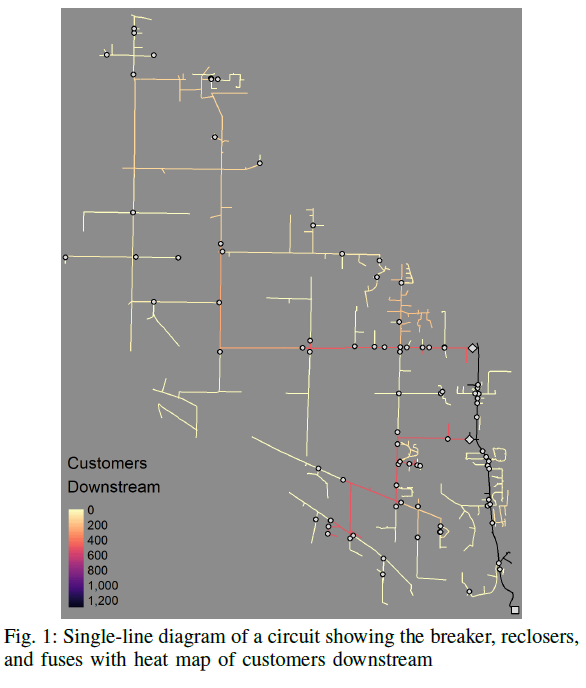 Customers
Downstream
0
200
400
600
800
1,000
1,200
Fig. 1: Single-line diagram of a circuit showing the breaker, reclosers,
and fuses with heat map of customers downstream